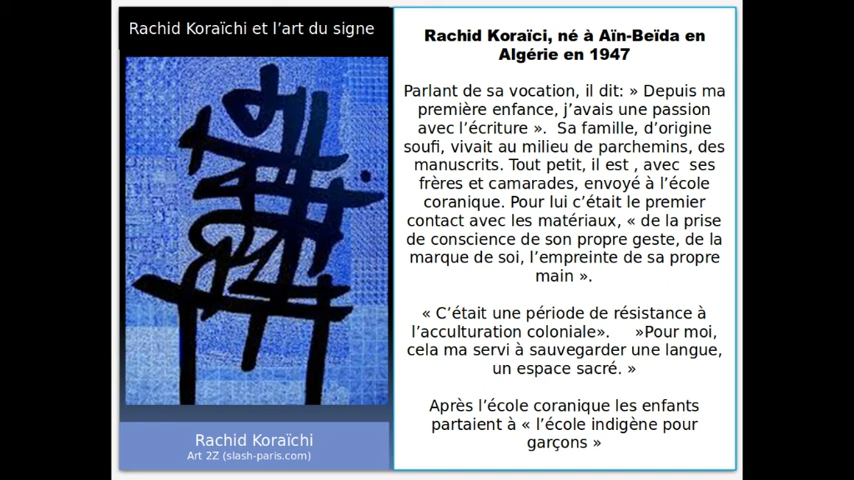 Rachid Koraïchi et l’art du signe
Rachid Koraïchi
Art 2Z (slash-paris.com)
Rachid Koraïci, né à Aïn-Beïda en
Algérie en 1947
Parlant de sa vocation, il dit: » Depuis ma
première enfance, j’avais une passion
avec l’écriture ».  Sa famille, d’origine
soufi, vivait au milieu de parchemins, des
manuscrits. Tout petit, il est , avec  ses
frères et camarades, envoyé à l’école
coranique. Pour lui c’était le premier
contact avec les matériaux, « de la prise
de conscience de son propre geste, de la
marque de soi, l’empreinte de sa propre
main ».
« C’était une période de résistance à
l’acculturation coloniale».     »Pour moi,
cela ma servi à sauvegarder une langue,
un espace sacré. »
Après l’école coranique les enfants
partaient à « l’école indigène pour
garçons »